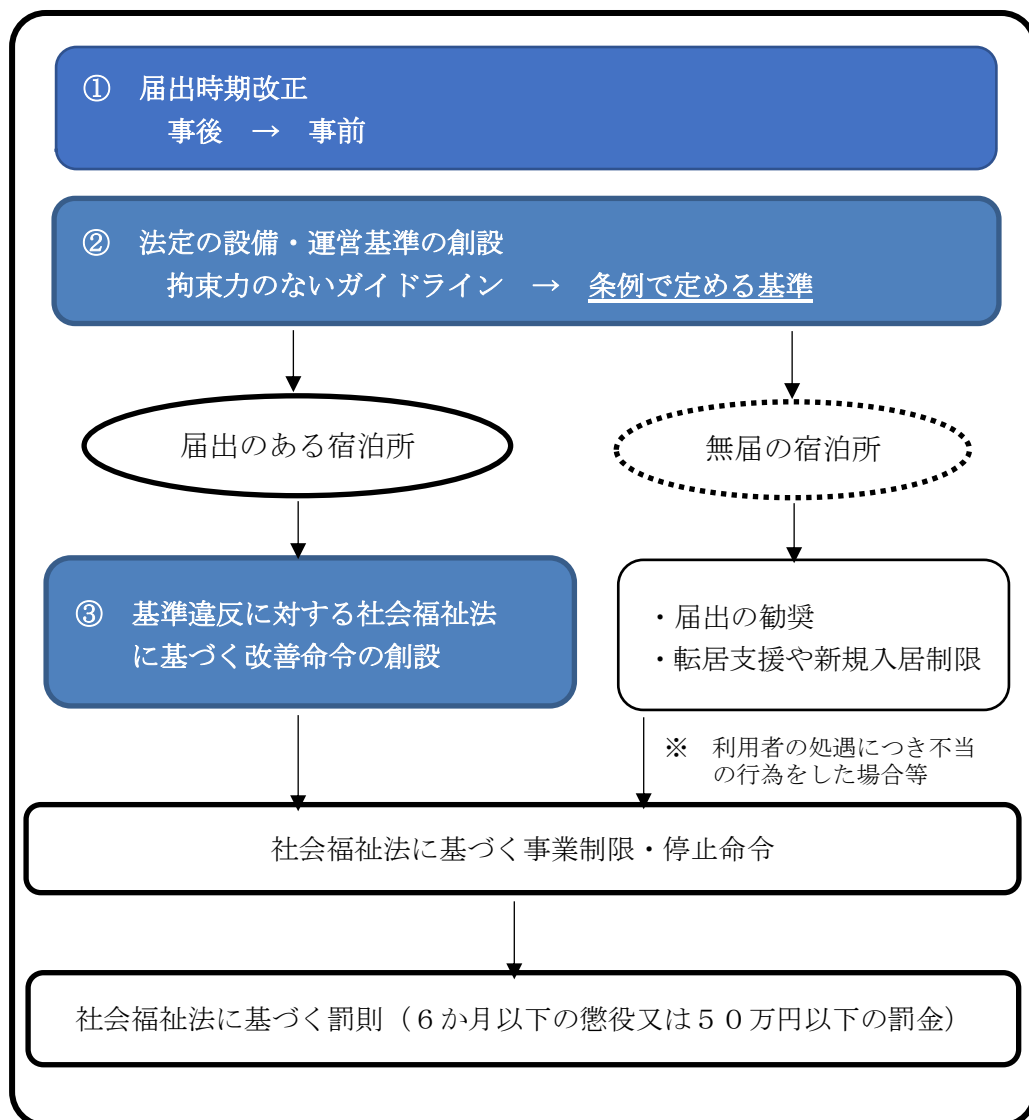 ① 届出時期改正
事後 → 事前
② 法定の設備・運営基準の創設
拘束力のないガイドライン → 条例で定める基準
届出のある宿泊所
無届の宿泊所
③ 基準違反に対する社会福祉法
に基づく改善命令の創設
・届出の勧奨
・転居支援や新規入居制限
※ 利用者の処遇につき不当
の行為をした場合等
社会福祉法に基づく事業制限・停止命令
社会福祉法に基づく罰則（６か月以下の懲役又は５０万円以下の罰金）